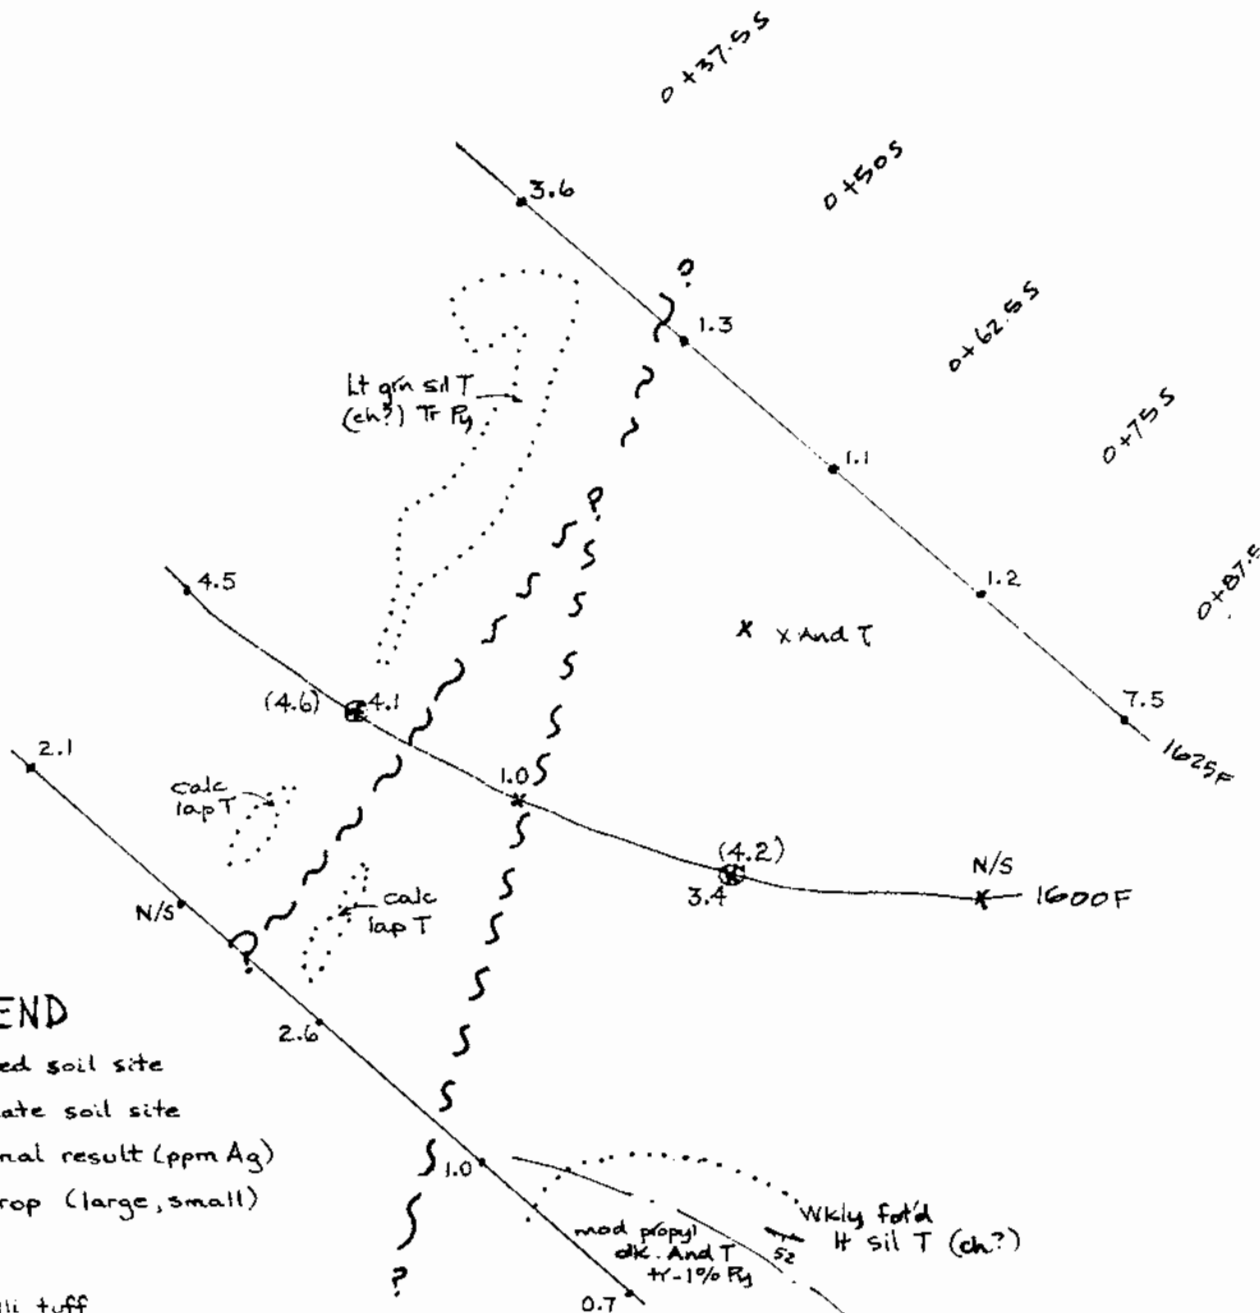 0+37.5S
0+50S
3.6
?
0+62.5S
1.3
Lt grn sil T
(ch?) Tr Py
0+75S
1.1
?
4.5
1.2
0+87.5
x x And T
(4.6) 4.1
7.5
2.1
1625F
calc
lap T
1.0
(4.2)
3.4
N/S
1600F
N/S
calc
lap T
?
END
2.6
ed soil site
ate soil site
nal result (ppm Ag)
rop (large, small)
1.0
Wkly fol'd
lt sil T (ch?)
52
mod propyl
dk. And T
tr-1% Py
?
0.7
lli tuff